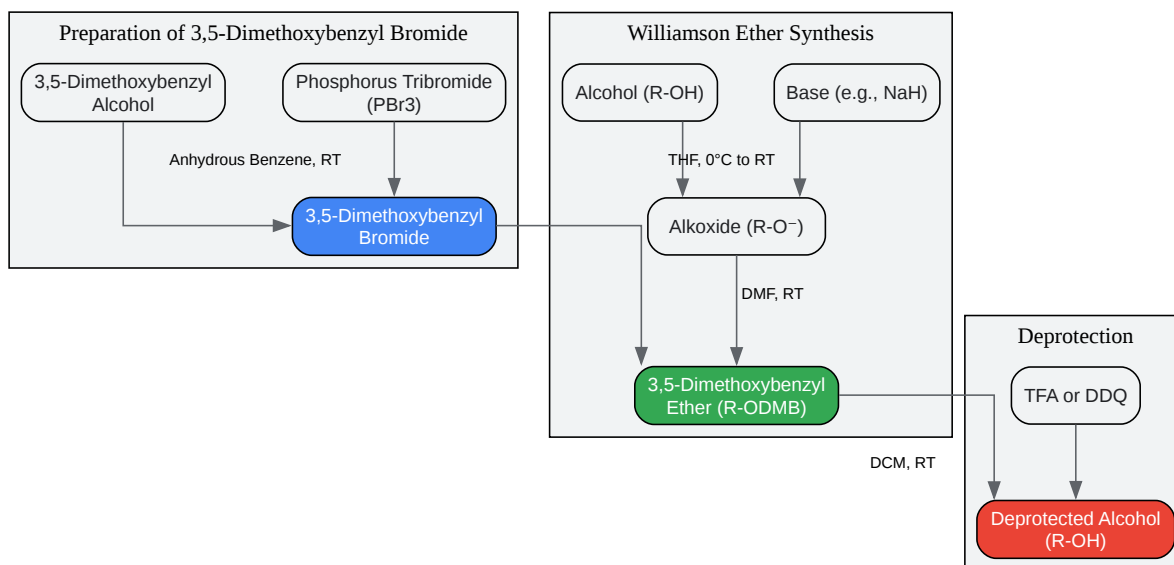 Preparation of 3,5-Dimethoxybenzyl Bromide
3,5-Dimethoxybenzyl
Alcohol
Phosphorus Tribromide
(PBr3)
Anhydrous Benzene, RT
3,5-Dimethoxybenzyl
Bromide
Williamson Ether Synthesis
Alcohol (R-OH)
Base (e.g., NaH)
THF, 0°C to RT
Alkoxide (R-O⁻)
DMF, RT
3,5-Dimethoxybenzyl
Ether (R-ODMB)
DCM, RT
Deprotection
TFA or DDQ
Deprotected Alcohol
(R-OH)